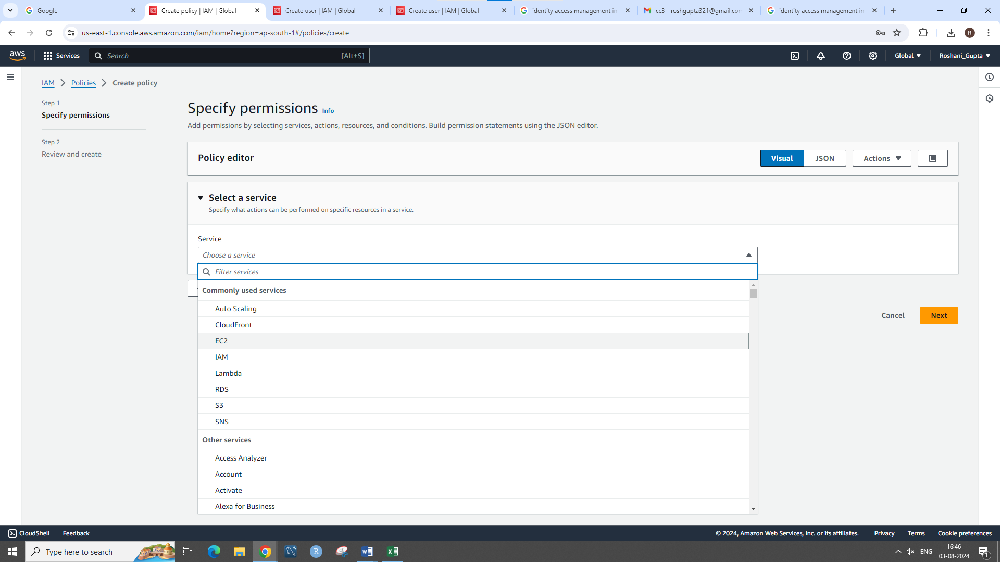 Google
Create policy | IAM | Global
Create user | IAM | Global
Create user | IAM | Global
identity access management in
cc3 - roshgupta321@gmail.con
identity access management in
us-east-1.console.aws.amazon.com/iam/home?region=ap-south-1#/policies/create
R
aws
Services
Search
[Alt+S]
Global
Roshani_Gupta
IAM
Policies
Create policy
Step 1
Specify permissions
Step 2
Review and create
Specify permissions Info
Add permissions by selecting services, actions, resources, and conditions. Build permission statements using the JSON editor.
Policy editor
Visual
JSON
Actions
Select a service
Specify what actions can be performed on specific resources in a service.
Service
Choose a service
Filter services
Commonly used services
Auto Scaling
CloudFront
EC2
IAM
Lambda
RDS
S3
SNS
Other services
Access Analyzer
Account
Activate
Alexa for Business
Cancel
Next
CloudShell
Feedback
© 2024, Amazon Web Services, Inc. or its affiliates.
Privacy
Terms
Cookie preferences
Type here to search
R
ENG
16:46
03-08-2024
1